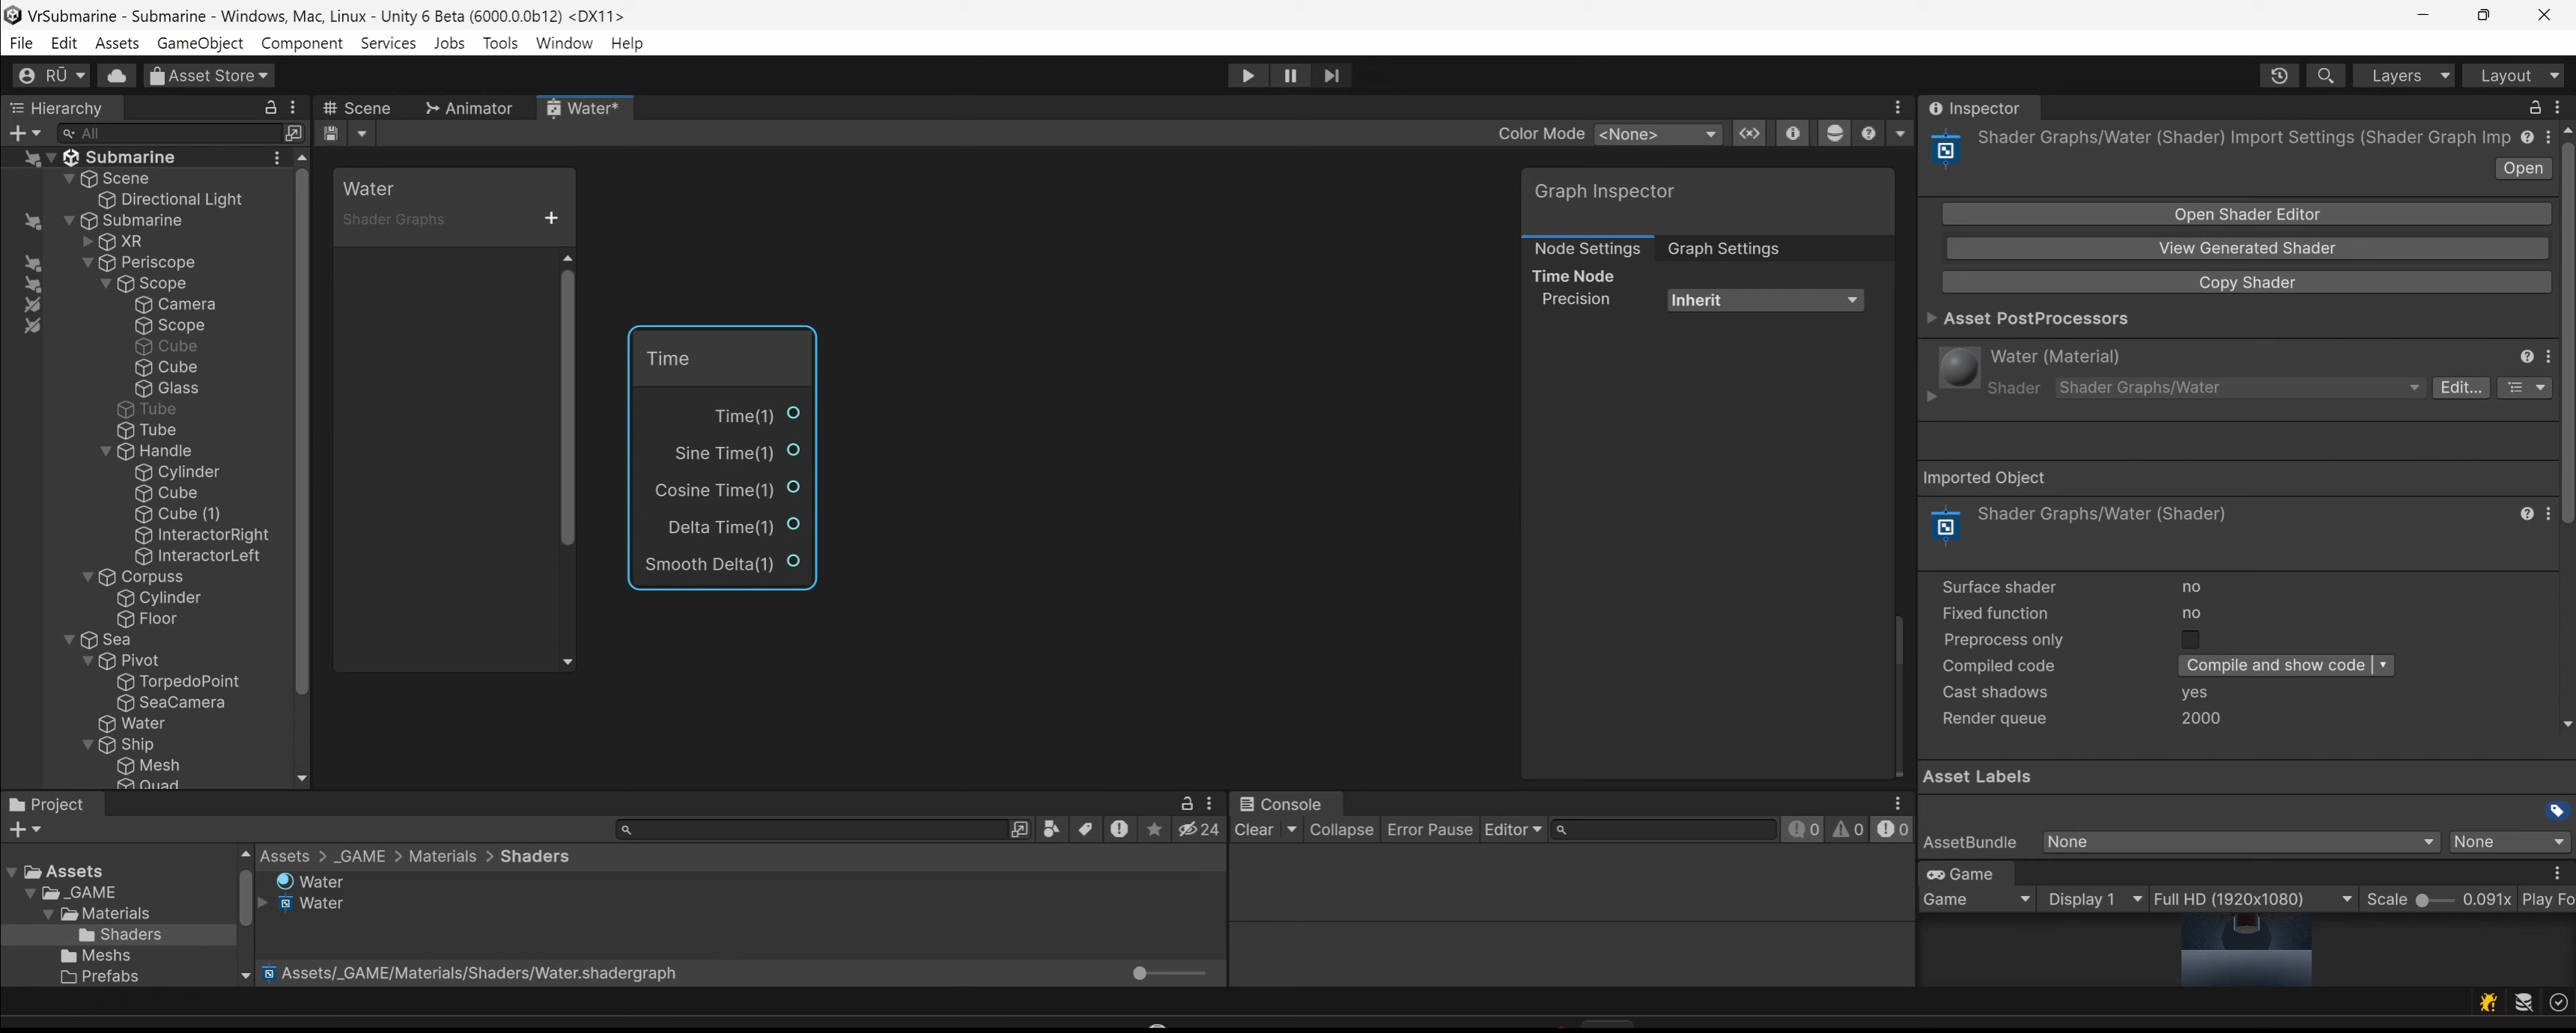 VrSubmarine - Submarine - Windows, Mac, Linux - Unity 6 Beta (6000.0.0b12) <DX11>
File Edit Assets GameObject Component Services Jobs Tools Window Help
RŪ Asset Store Layers Layout
Hierarchy
All
Submarine
Scene
Directional Light
Submarine
XR
Periscope
Scope
Camera
Scope
Cube
Cube
Glass
Tube
Tube
Handle
Cylinder
Cube
Cube (1)
InteractorRight
InteractorLeft
Corpuss
Cylinder
Floor
Sea
Pivot
TorpedoPoint
SeaCamera
Water
Ship
Mesh
Quad
Scene Animator Water*
Color Mode <None>
Water
Shader Graphs
Time
Time(1)
Sine Time(1)
Cosine Time(1)
Delta Time(1)
Smooth Delta(1)
Graph Inspector
Node Settings Graph Settings
Time Node
Precision Inherit
Inspector
Shader Graphs/Water (Shader) Import Settings (Shader Graph Imp
Open
Open Shader Editor
View Generated Shader
Copy Shader
Asset PostProcessors
Water (Material)
Shader Shader Graphs/Water Edit...
Imported Object
Shader Graphs/Water (Shader)
Surface shader no
Fixed function no
Preprocess only
Compiled code Compile and show code
Cast shadows yes
Render queue 2000
Asset Labels
AssetBundle None None
Project
24
Assets
_GAME
Materials
Shaders
Meshs
Prefabs
Assets > _GAME > Materials > Shaders
Water
Water
Assets/_GAME/Materials/Shaders/Water.shadergraph
Console
Clear Collapse Error Pause Editor 0 0 0
Game
Game Display 1 Full HD (1920x1080) Scale 0.091x Play Fo